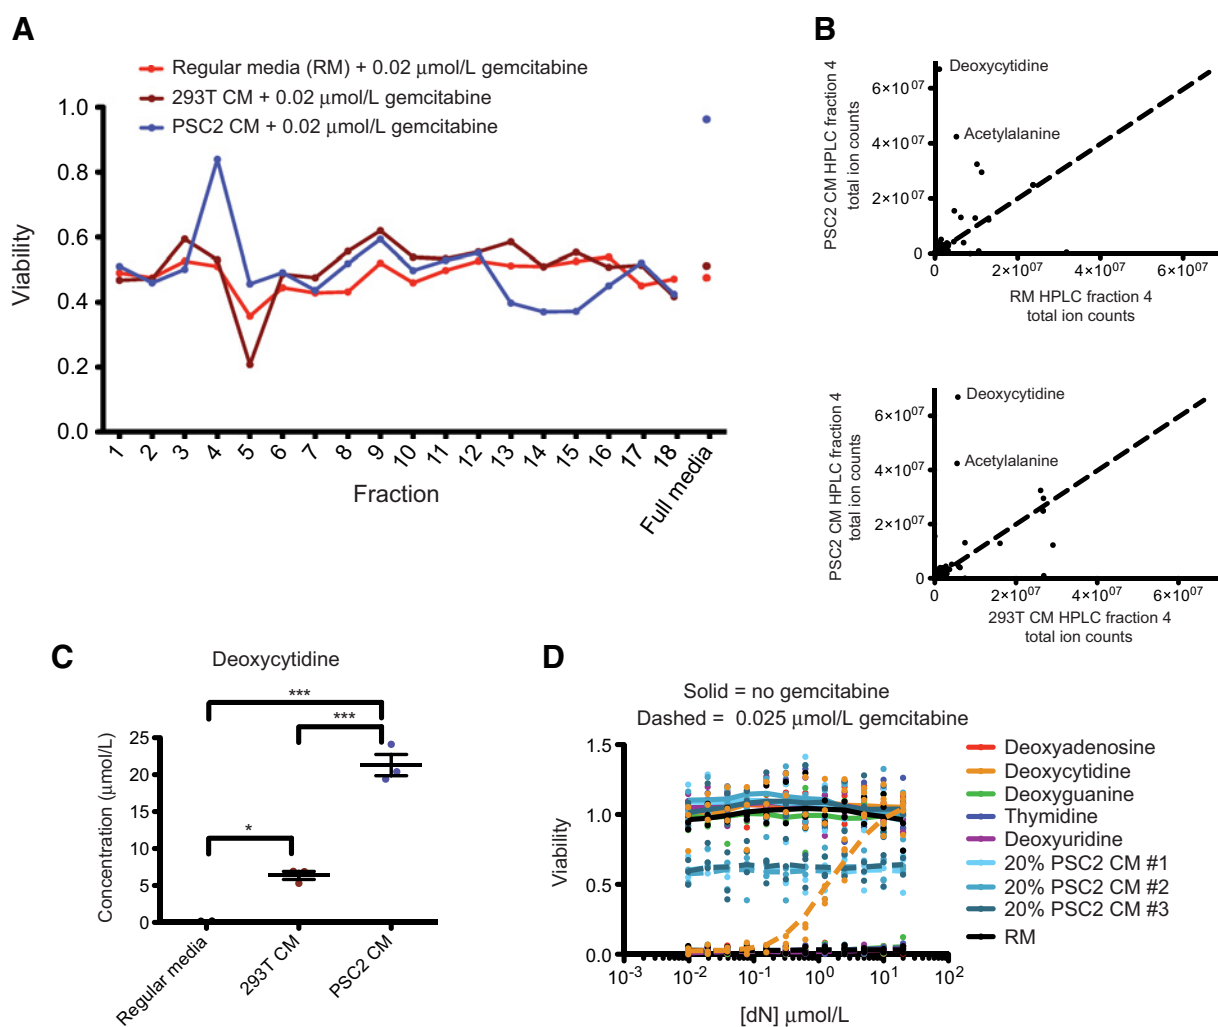 A
Regular media (RM) + 0.02 μmol/L gemcitabine
293T CM + 0.02 μmol/L gemcitabine
PSC2 CM + 0.02 μmol/L gemcitabine
Viability
1.0
0.8
0.6
0.4
0.2
0.0
1 2 3 4 5 6 7 8 9 10 11 12 13 14 15 16 17 18 Full media
Fraction
B
PSC2 CM HPLC fraction 4
total ion counts
6×10⁰⁷
4×10⁰⁷
2×10⁰⁷
0
Deoxycytidine
Acetylalanine
0 2×10⁰⁷ 4×10⁰⁷ 6×10⁰⁷
RM HPLC fraction 4
total ion counts
PSC2 CM HPLC fraction 4
total ion counts
6×10⁰⁷
4×10⁰⁷
2×10⁰⁷
0
Deoxycytidine
Acetylalanine
0 2×10⁰⁷ 4×10⁰⁷ 6×10⁰⁷
293T CM HPLC fraction 4
total ion counts
C
Deoxycytidine
***
***
*
Concentration (μmol/L)
25
20
15
10
5
0
Regular media
293T CM
PSC2 CM
D
Solid = no gemcitabine
Dashed = 0.025 μmol/L gemcitabine
Viability
1.5
1.0
0.5
0.0
10⁻³ 10⁻² 10⁻¹ 10⁰ 10¹ 10²
[dN] μmol/L
Deoxyadenosine
Deoxycytidine
Deoxyguanine
Thymidine
Deoxyuridine
20% PSC2 CM #1
20% PSC2 CM #2
20% PSC2 CM #3
RM